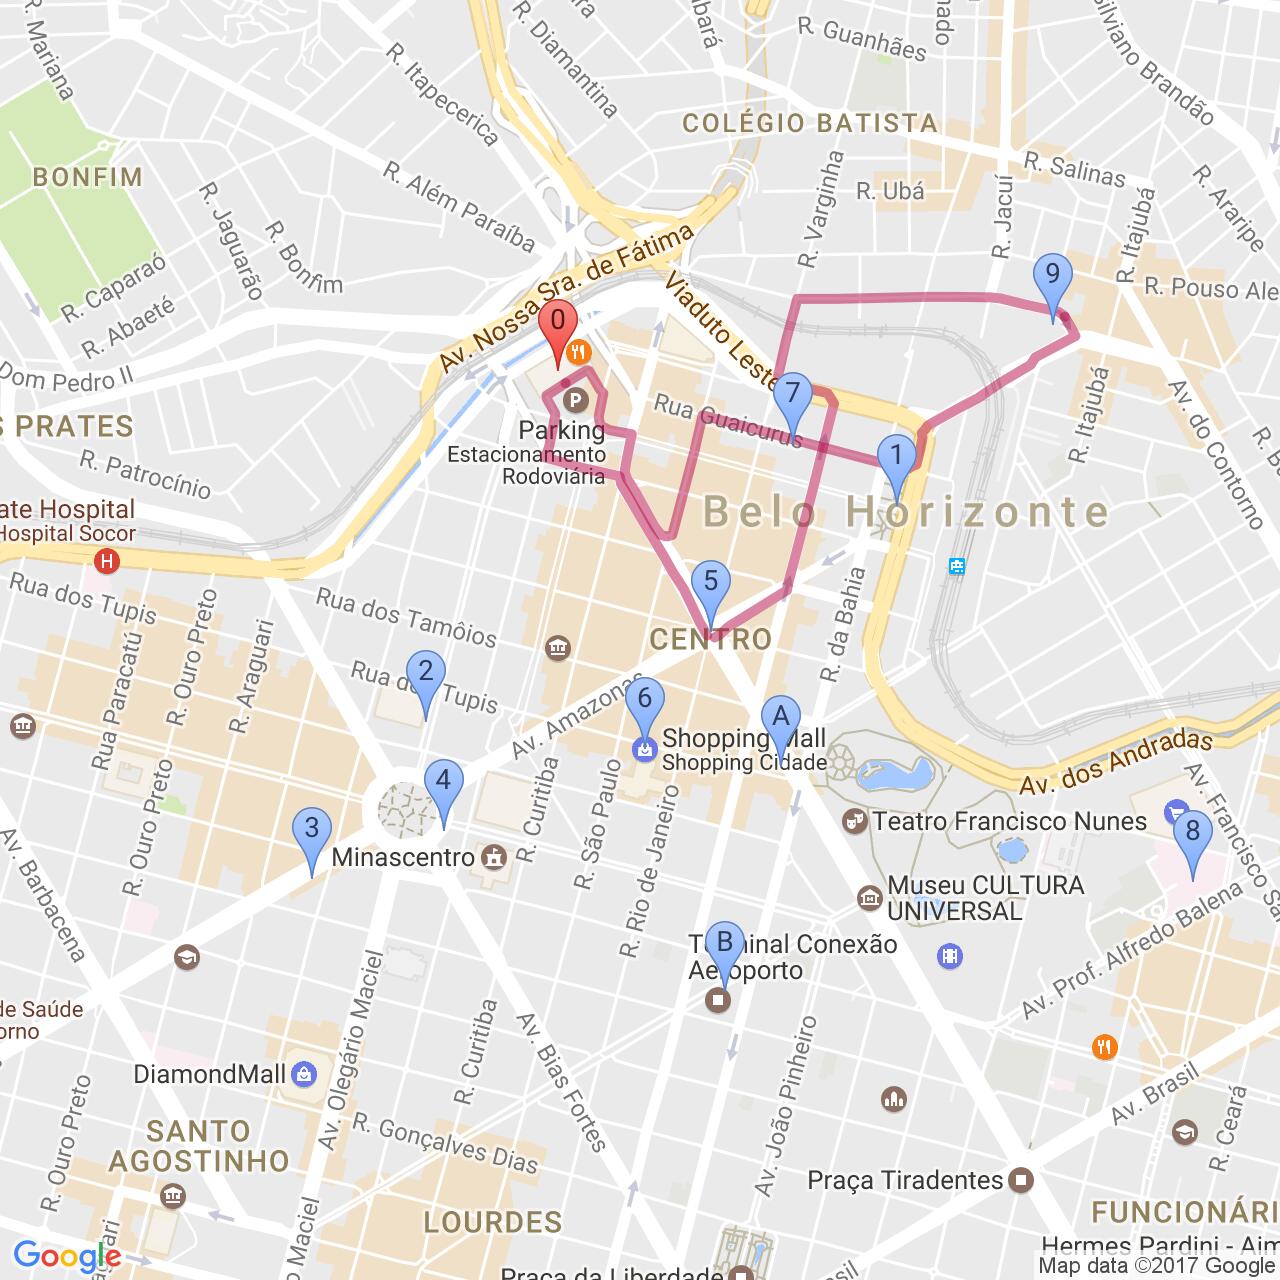 R. Mariana
R. Itapecerica
R. Diamantina
R. Guanhães
Silviano Brandão
COLÉGIO BATISTA
R. Salinas
R. Araripe
BONFIM
R. Além Paraíba
R. Jaguarão
R. Bonfim
R. Varginha
R. Ubá
R. Jacuí
R. Itajubá
R. Caparaó
R. Abaeté
Av. Nossa Sra. de Fátima
Viaduto Leste
R. Pouso Ale
9
0
Dom Pedro II
S PRATES
R. Patrocínio
P
Parking
Estacionamento
Rodoviária
Rua Guaicurus
7
1
R. Itajubá
Av. do Contorno
Belo Horizonte
ate Hospital
Hospital Socor
H
Rua dos Tupis
Rua dos Tamóios
5
CENTRO
R. da Bahia
Rua Paracatú
R. Ouro Preto
R. Araguari
2
Rua dos Tupis
Av. Amazonas
6
A
Shopping Mall
Shopping Cidade
Av. dos Andradas
Av. Francisco Sa
4
3
R. Ouro Preto
Minascentro
R. Curitiba
R. São Paulo
R. Rio de Janeiro
Teatro Francisco Nunes
8
Av. Barbacena
Museu CULTURA
UNIVERSAL
Av. Prof. Alfredo Balena
B
Terminal Conexão
Aeroporto
de Saúde
orno
Av. Olegário Maciel
R. Curitiba
Av. Bias Fortes
Av. João Pinheiro
DiamondMall
R. Ouro Preto
SANTO
AGOSTINHO
R. Gonçalves Dias
Av. Brasil
R. Ceará
Praça Tiradentes
LOURDES
FUNCIONÁRI
Hermes Pardini - Aim
Maciel
Praça da Liberdade
Google
Map data ©2017 Google